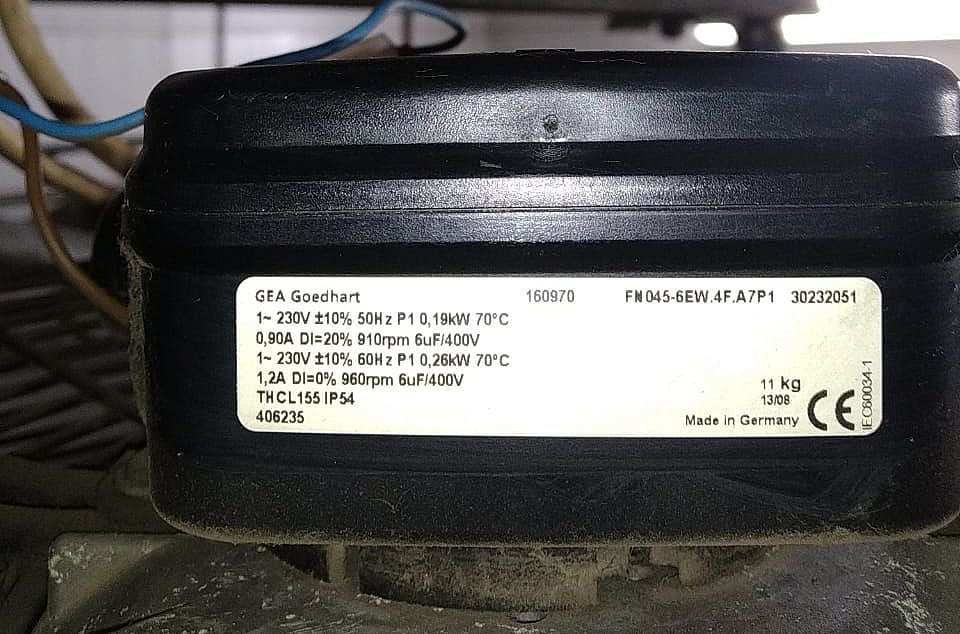 GEA Goedhart 160970 FN045-6EW.4F.A7P1 30232051
1~ 230V ±10% 50Hz P1 0,19kW 70°C
0,90A DI=20% 910rpm 6uF/400V
1~ 230V ±10% 60Hz P1 0,26kW 70°C
1,2A DI=0% 960rpm 6uF/400V
THCL155 IP54
406235
11 kg
13/08
Made in Germany CE
IEC60034-1